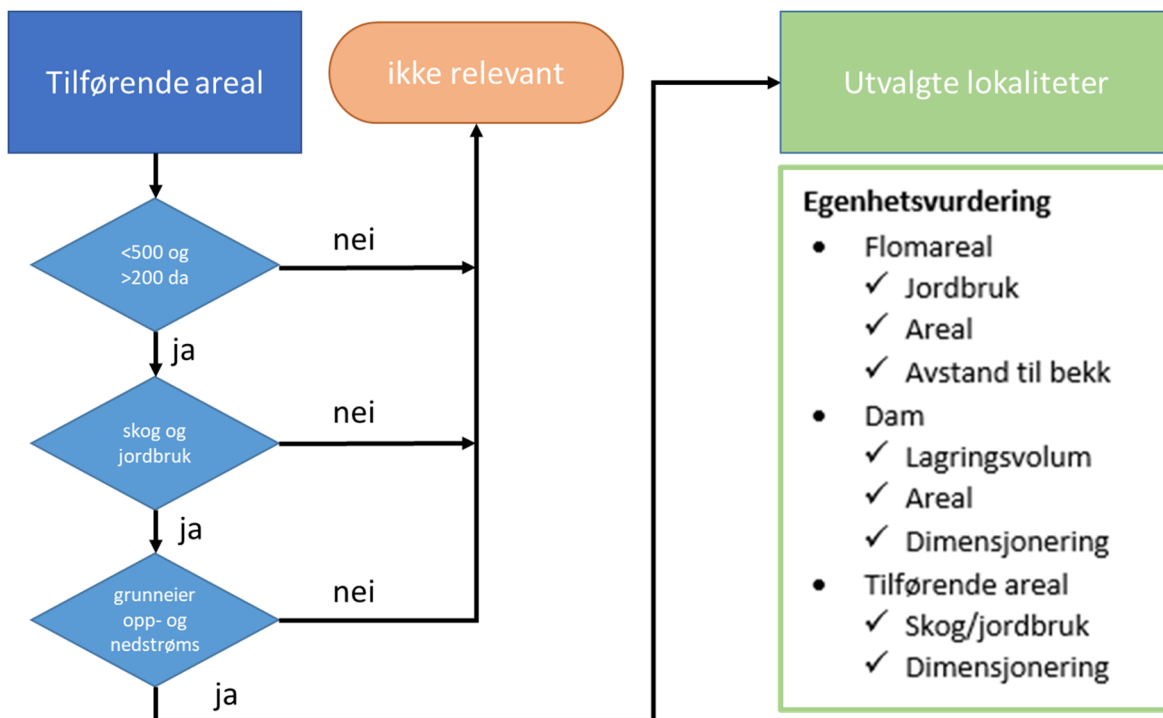 Tilførende areal
ikke relevant
Utvalgte lokaliteter
<500 og
>200 da
nei
ja
skog og
jordbruk
nei
ja
grunneier
opp- og
nedstrøms
nei
ja
Egenhetsvurdering
• Flomareal
✓ Jordbruk
✓ Areal
✓ Avstand til bekk
• Dam
✓ Lagringsvolum
✓ Areal
✓ Dimensjonering
• Tilførende areal
✓ Skog/jordbruk
✓ Dimensjonering